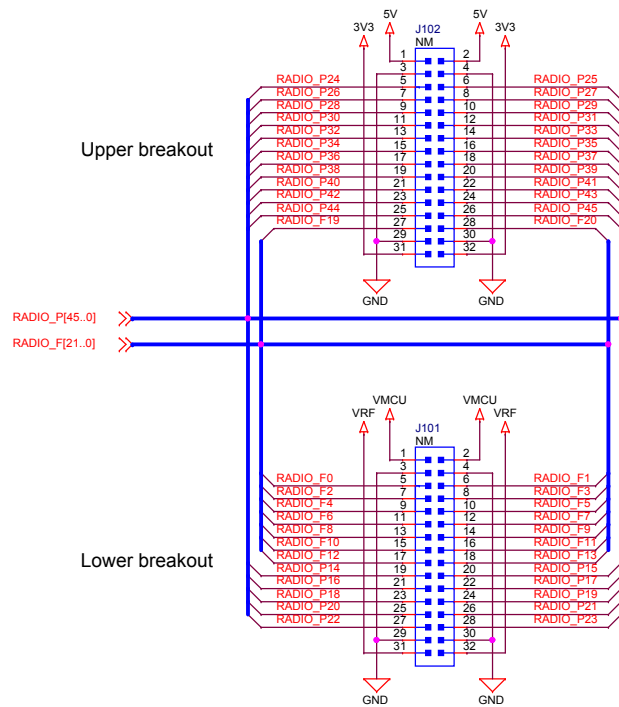 5V 5V
3V3 J102 3V3
NM
1 2
3 4
RADIO_P24 5 6 RADIO_P25
RADIO_P26 7 8 RADIO_P27
RADIO_P28 9 10 RADIO_P29
RADIO_P30 11 12 RADIO_P31
RADIO_P32 13 14 RADIO_P33
Upper breakout
RADIO_P34 15 16 RADIO_P35
RADIO_P36 17 18 RADIO_P37
RADIO_P38 19 20 RADIO_P39
RADIO_P40 21 22 RADIO_P41
RADIO_P42 23 24 RADIO_P43
RADIO_P44 25 26 RADIO_P45
RADIO_F19 27 28 RADIO_F20
29 30
31 32
GND GND
RADIO_P[45..0]
RADIO_F[21..0]
VMCU VMCU
VRF J101 VRF
NM
1 2
3 4
RADIO_F0 5 6 RADIO_F1
RADIO_F2 7 8 RADIO_F3
RADIO_F4 9 10 RADIO_F5
RADIO_F6 11 12 RADIO_F7
RADIO_F8 13 14 RADIO_F9
RADIO_F10 15 16 RADIO_F11
Lower breakout
RADIO_F12 17 18 RADIO_F13
RADIO_P14 19 20 RADIO_P15
RADIO_P16 21 22 RADIO_P17
RADIO_P18 23 24 RADIO_P19
RADIO_P20 25 26 RADIO_P21
RADIO_P22 27 28 RADIO_P23
29 30
31 32
GND GND